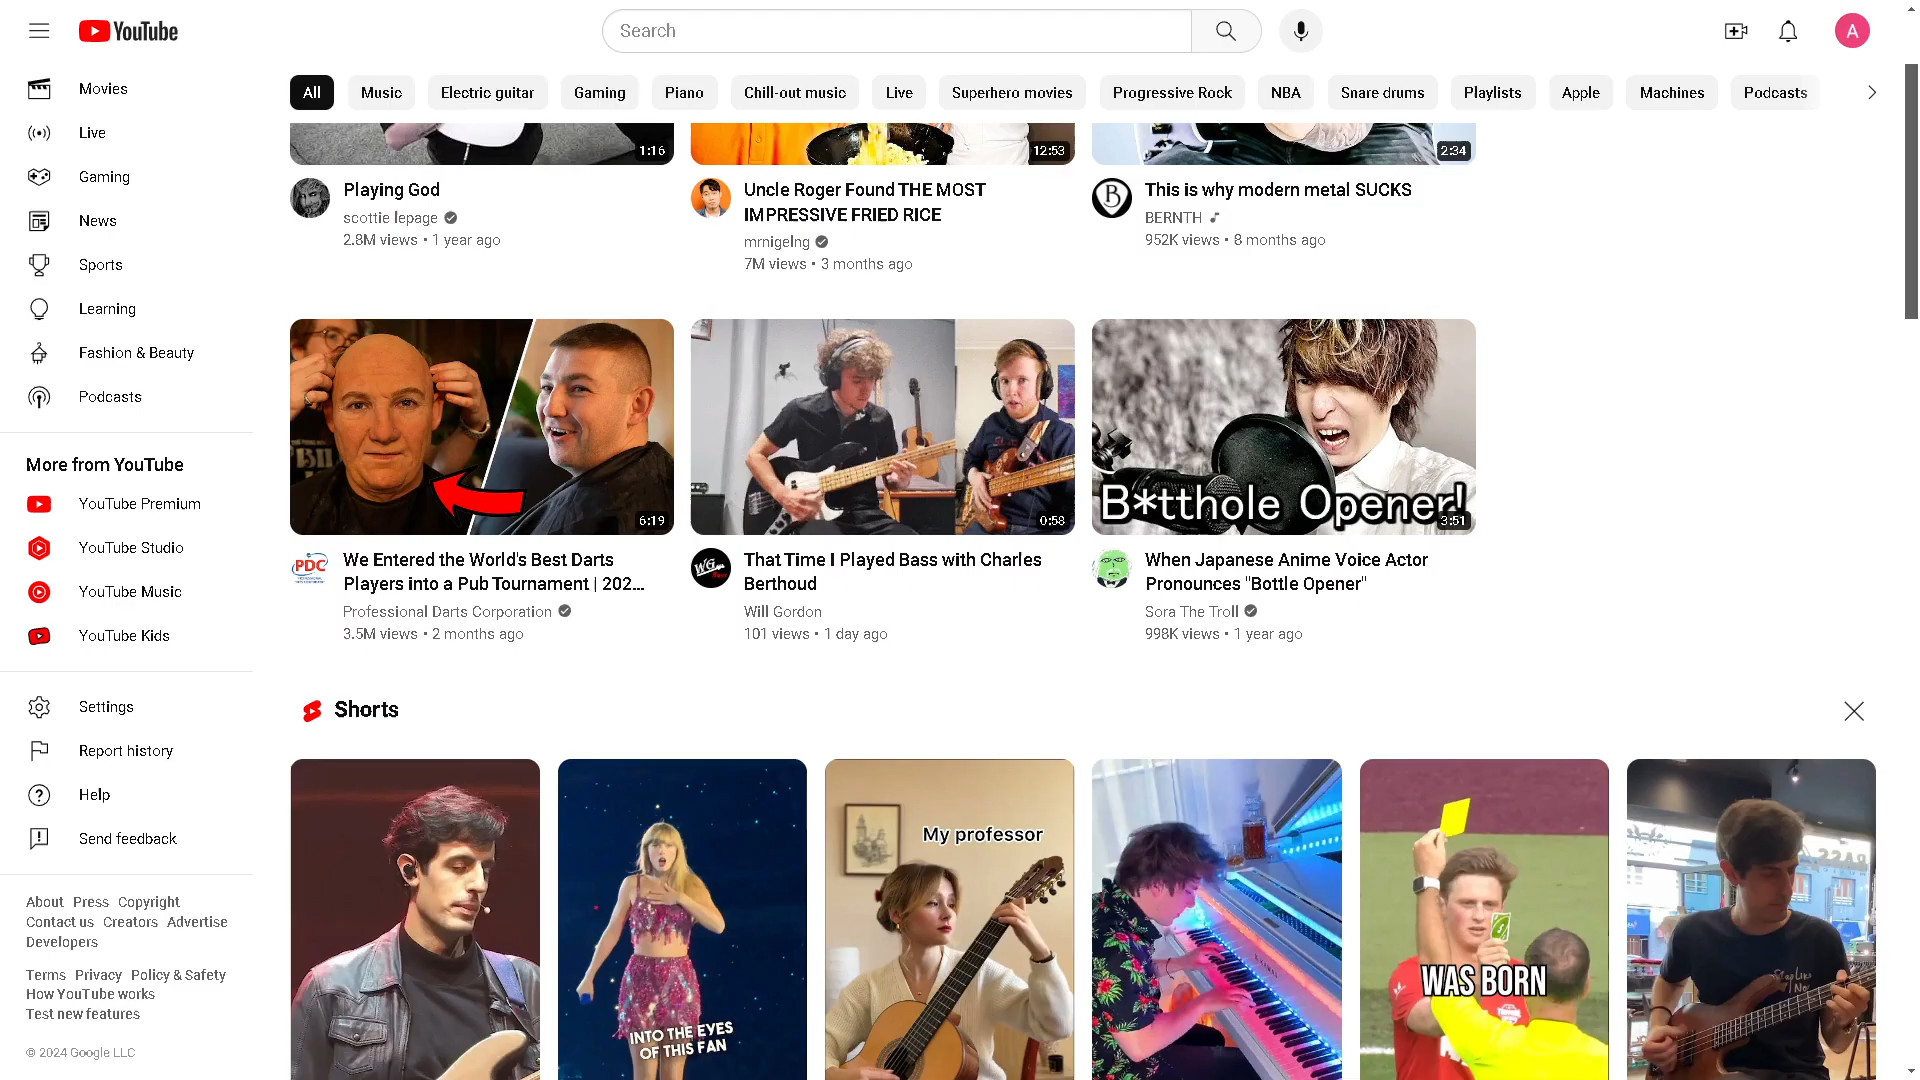 YouTube
Search
A
Movies
Live
Gaming
News
Sports
Learning
Fashion & Beauty
Podcasts
More from YouTube
YouTube Premium
YouTube Studio
YouTube Music
YouTube Kids
Settings
Report history
Help
Send feedback
About Press Copyright
Contact us Creators Advertise
Developers
Terms Privacy Policy & Safety
How YouTube works
Test new features
© 2024 Google LLC
All Music Electric guitar Gaming Piano Chill-out music Live Superhero movies Progressive Rock NBA Snare drums Playlists Apple Machines Podcasts
1:16
Playing God
scottie lepage
2.8M views • 1 year ago
12:53
Uncle Roger Found THE MOST
IMPRESSIVE FRIED RICE
mrnigelng
7M views • 3 months ago
2:34
B
This is why modern metal SUCKS
BERNTH
952K views • 8 months ago
6:19
PDC
We Entered the World's Best Darts
Players into a Pub Tournament | 202...
Professional Darts Corporation
3.5M views • 2 months ago
0:58
WG
That Time I Played Bass with Charles
Berthoud
Will Gordon
101 views • 1 day ago
B*tthole Opener!
3:51
When Japanese Anime Voice Actor
Pronounces "Bottle Opener"
Sora The Troll
998K views • 1 year ago
Shorts
INTO THE EYES
OF THIS FAN
My professor
WAS BORN